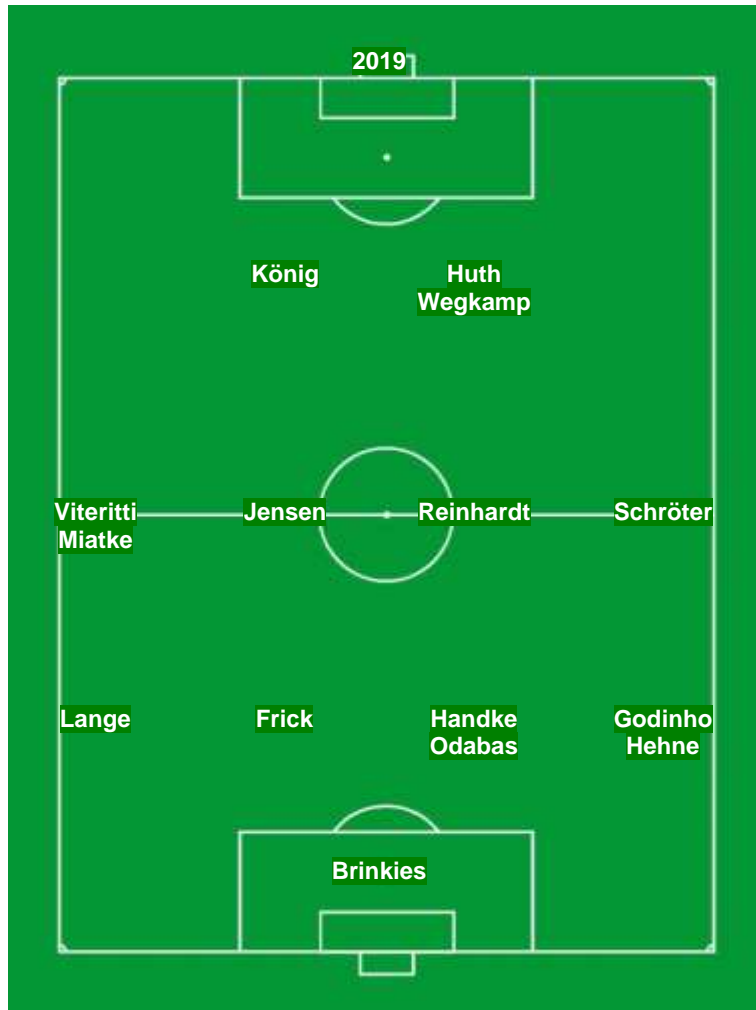 2019
König Huth
Wegkamp
Viteritti Jensen Reinhardt Schröter
Miatke
Lange Frick Handke Godinho
Odabas Hehne
Brinkies